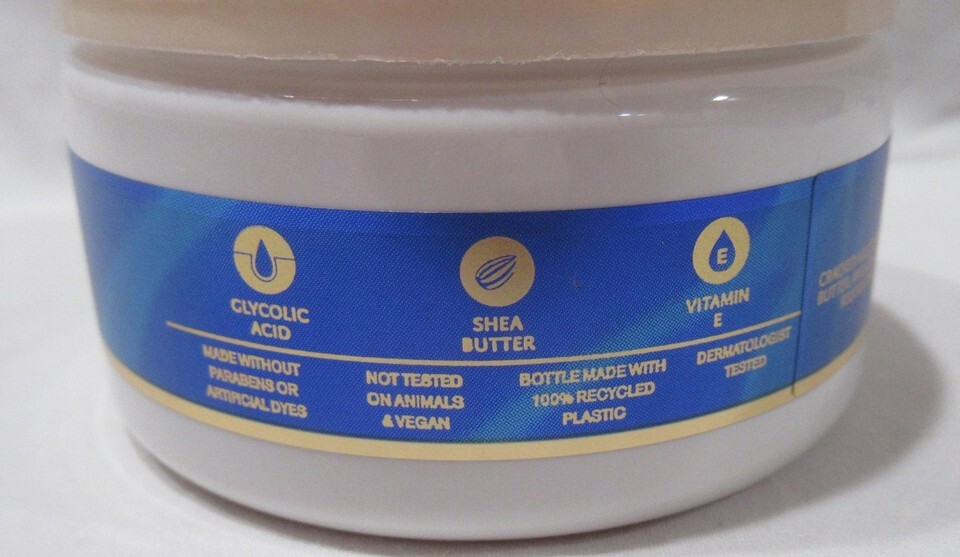 GLYCOLIC
ACID
SHEA
BUTTER
E
VITAMIN
E
MADE WITHOUT
PARABENS OR
ARTIFICIAL DYES
NOT TESTED
ON ANIMALS
& VEGAN
BOTTLE MADE WITH
100% RECYCLED
PLASTIC
DERMATOLOGIST
TESTED